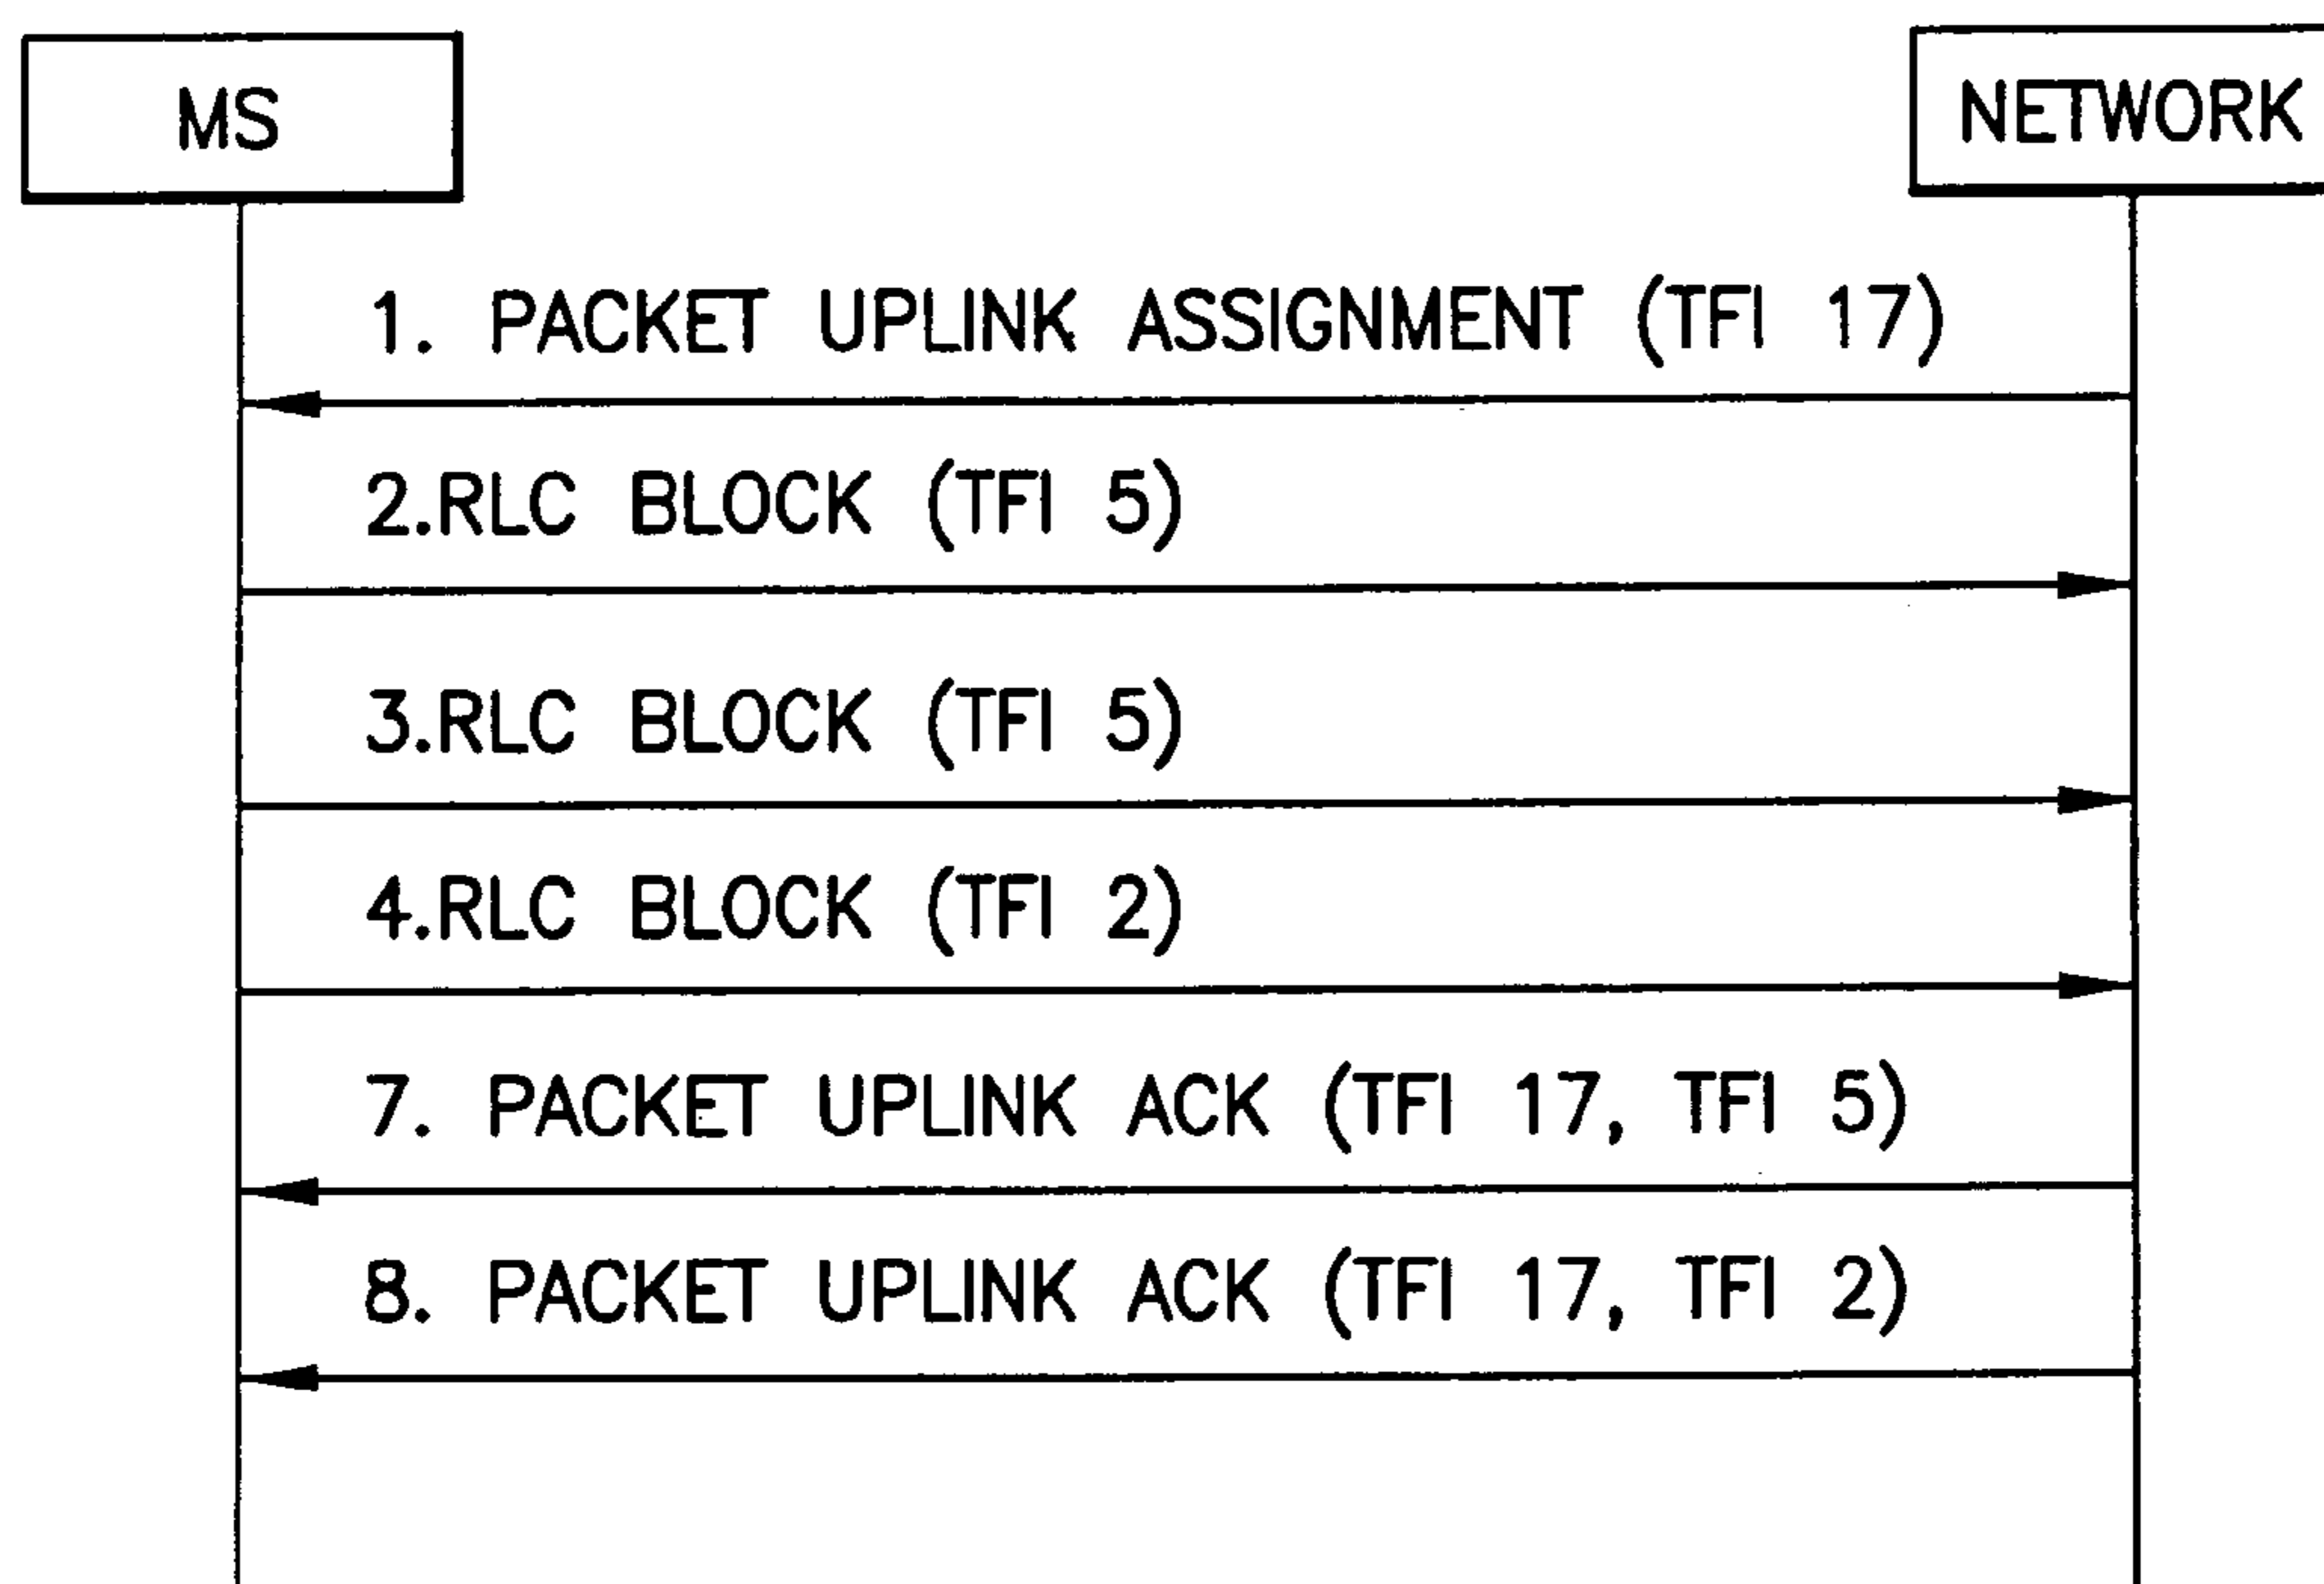 MS
NETWORK
1. PACKET UPLINK ASSIGNMENT (TFI 17)
2.RLC BLOCK (TFI 5)
3.RLC BLOCK (TFI 5)
4.RLC BLOCK (TFI 2)
7. PACKET UPLINK ACK (TFI 17, TFI 5)
8. PACKET UPLINK ACK (TFI 17, TFI 2)